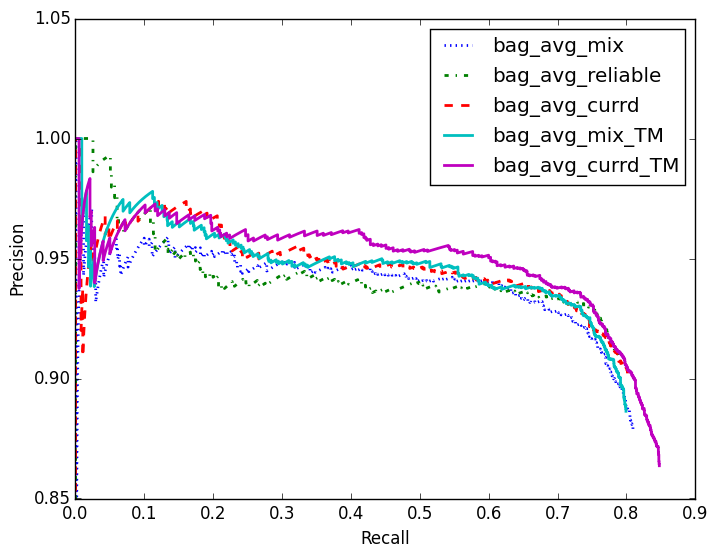 1.05
1.00
0.95
0.90
0.85
Precision
bag_avg_mix
bag_avg_reliable
bag_avg_currd
bag_avg_mix_TM
bag_avg_currd_TM
0.0 0.1 0.2 0.3 0.4 0.5 0.6 0.7 0.8 0.9
Recall